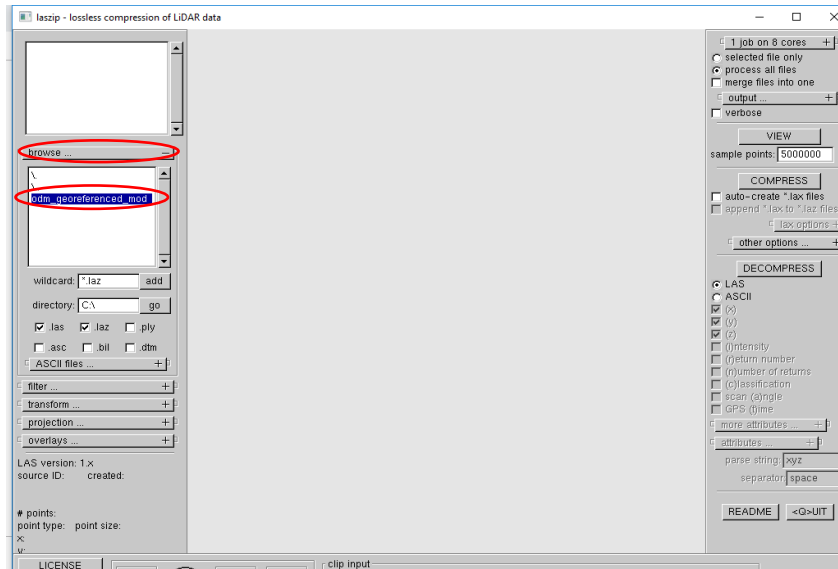 laszip - lossless compression of LiDAR data
browse ...
\.
odm_georeferenced_mod
wildcard: *.laz add
directory: C:\ go
.las .laz .ply
.asc .bil .dtm
ASCII files ... +
filter ... +
transform ... +
projection ... +
overlays ... +
LAS version: 1.x
source ID: created:
# points:
point type: point size:
x:
y:
LICENSE
clip input
1 job on 8 cores +
selected file only
process all files
merge files into one
output ... +
verbose
VIEW
sample points: 5000000
COMPRESS
auto-create *.lax files
append *.lax to *.laz files
lax options +
other options ... +
DECOMPRESS
LAS
ASCII
(x)
(y)
(z)
(i)ntensity
(r)eturn number
(n)umber of returns
(c)lassification
scan (a)ngle
GPS (t)ime
more attributes ... +
attributes ... +
parse string: xyz
separator: space
README <Q>UIT